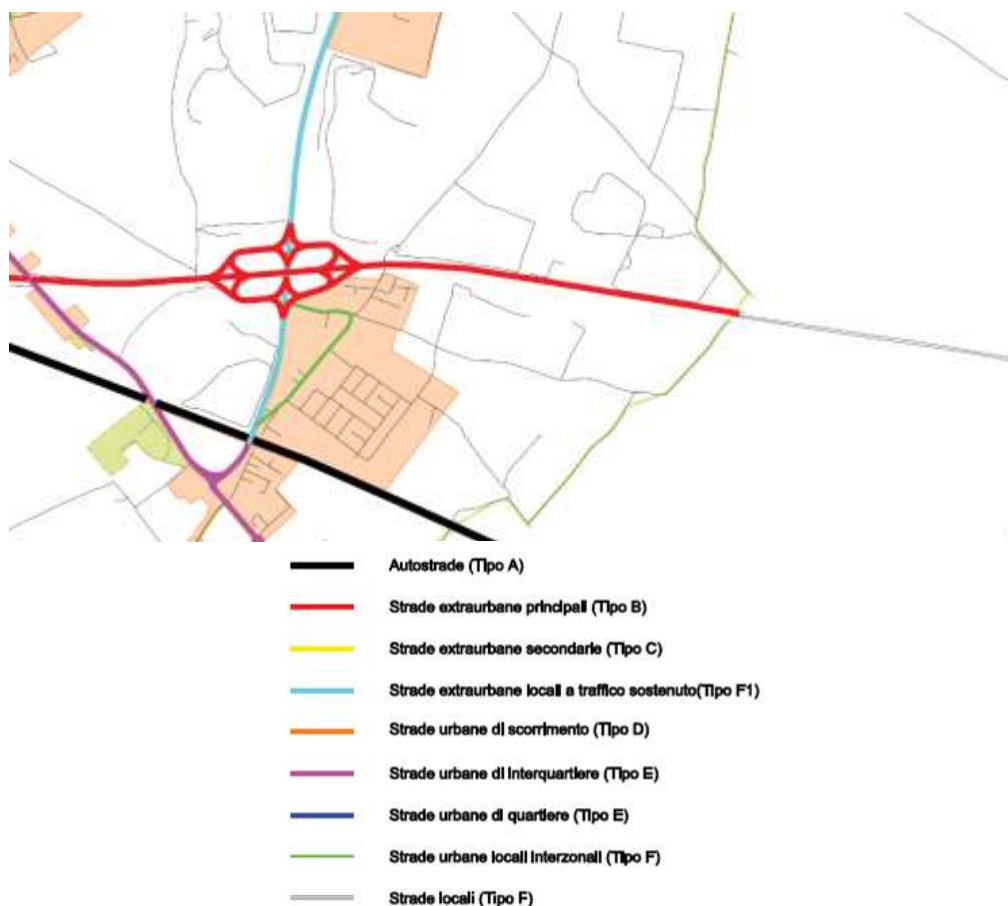 Autostrade (Tipo A)
Strade extraurbane principali (Tipo B)
Strade extraurbane secondarie (Tipo C)
Strade extraurbane locali a traffico sostenuto(Tipo F1)
Strade urbane di scorrimento (Tipo D)
Strade urbane di Interquartiere (Tipo E)
Strade urbane di quartiere (Tipo E)
Strade urbane locali Interzonali (Tipo F)
Strade locali (Tipo F)